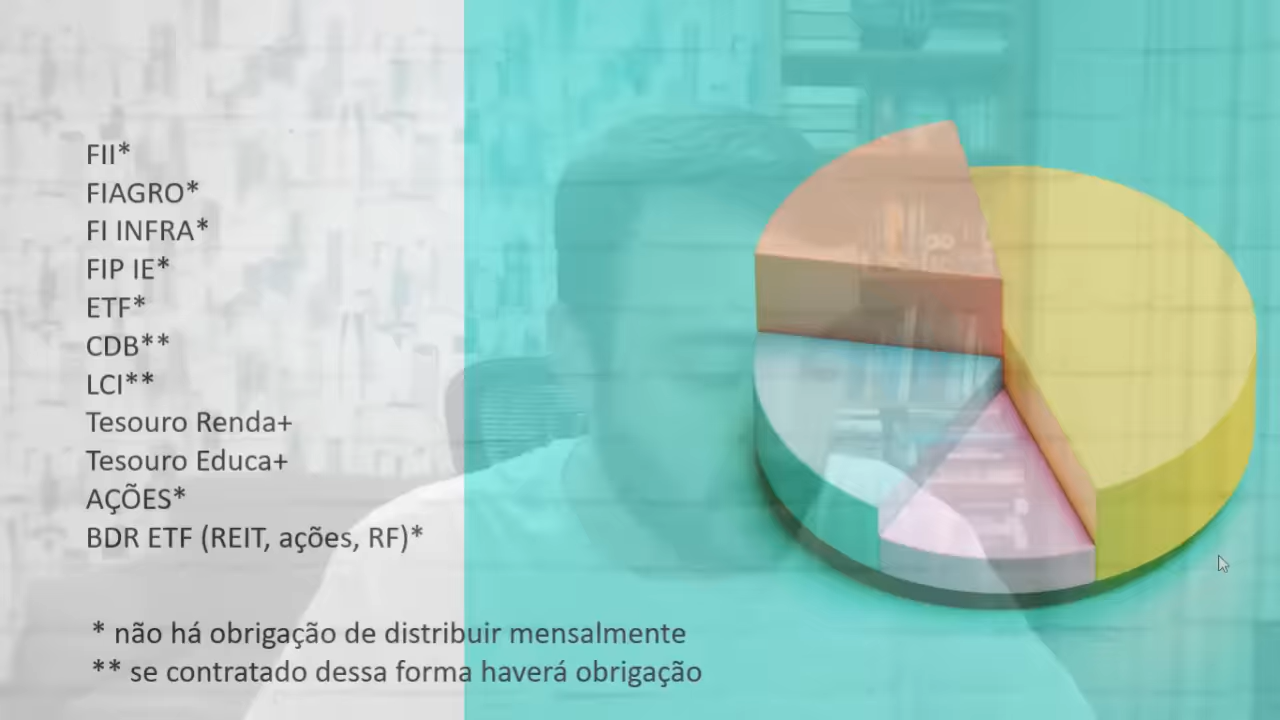 FII*
FIAGRO*
FI INFRA*
FIP IE*
ETF*
CDB**
LCI**
Tesouro Renda+
Tesouro Educa+
AÇÕES*
BDR ETF (REIT, ações, RF)*
* não há obrigação de distribuir mensalmente
** se contratado dessa forma haverá obrigação